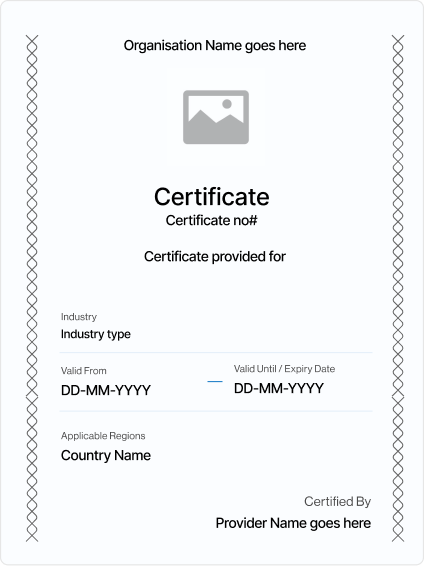 Organisation Name goes here
Certificate
Certificate no#
Certificate provided for
Industry
Industry type
Valid From
DD-MM-YYYY
—
Valid Until / Expiry Date
DD-MM-YYYY
Applicable Regions
Country Name
Certified By
Provider Name goes here